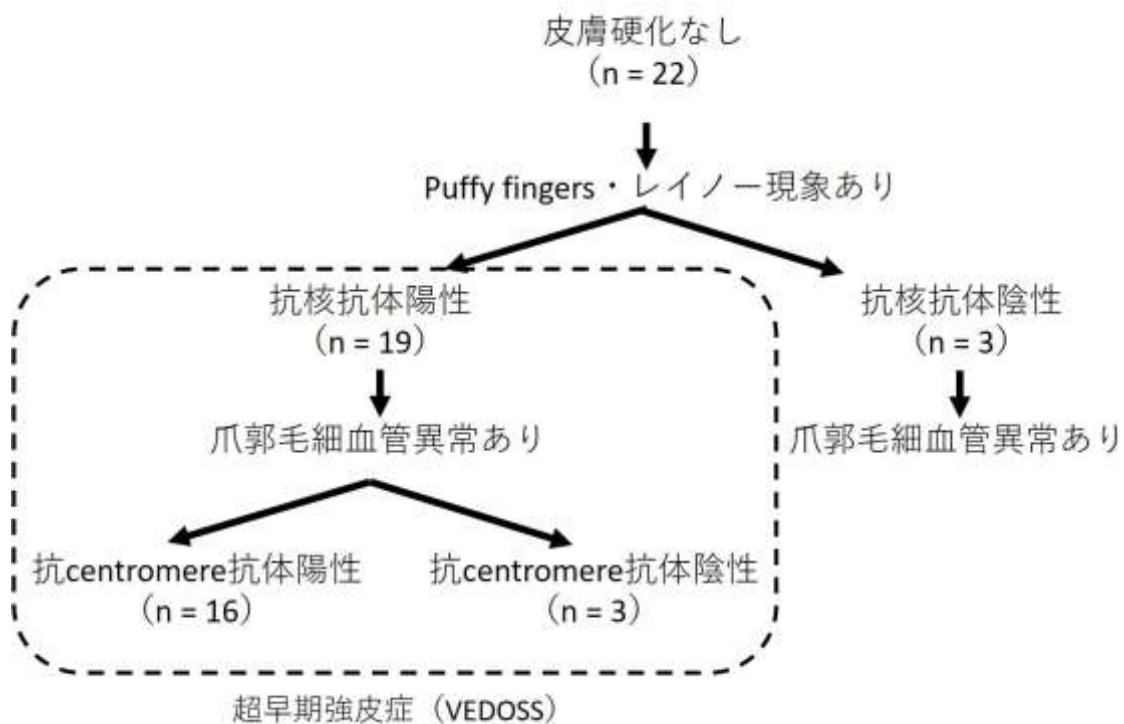 皮膚硬化なし
（n = 22）
Puffy fingers・レイノー現象あり
抗核抗体陽性
（n = 19）
抗核抗体陰性
（n = 3）
爪郭毛細血管異常あり
爪郭毛細血管異常あり
抗centromere抗体陽性
（n = 16）
抗centromere抗体陰性
（n = 3）
超早期強皮症（VEDOSS）